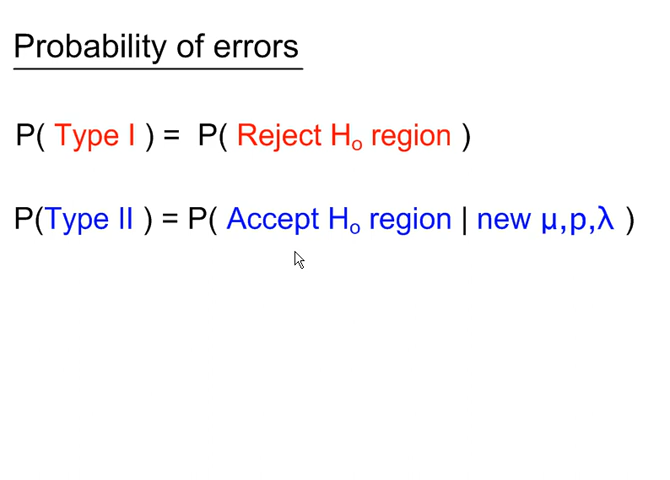 Probability of errors
P( Type I ) = P( Reject Hₒ region )
P(Type II ) = P( Accept Hₒ region | new μ,p,λ )